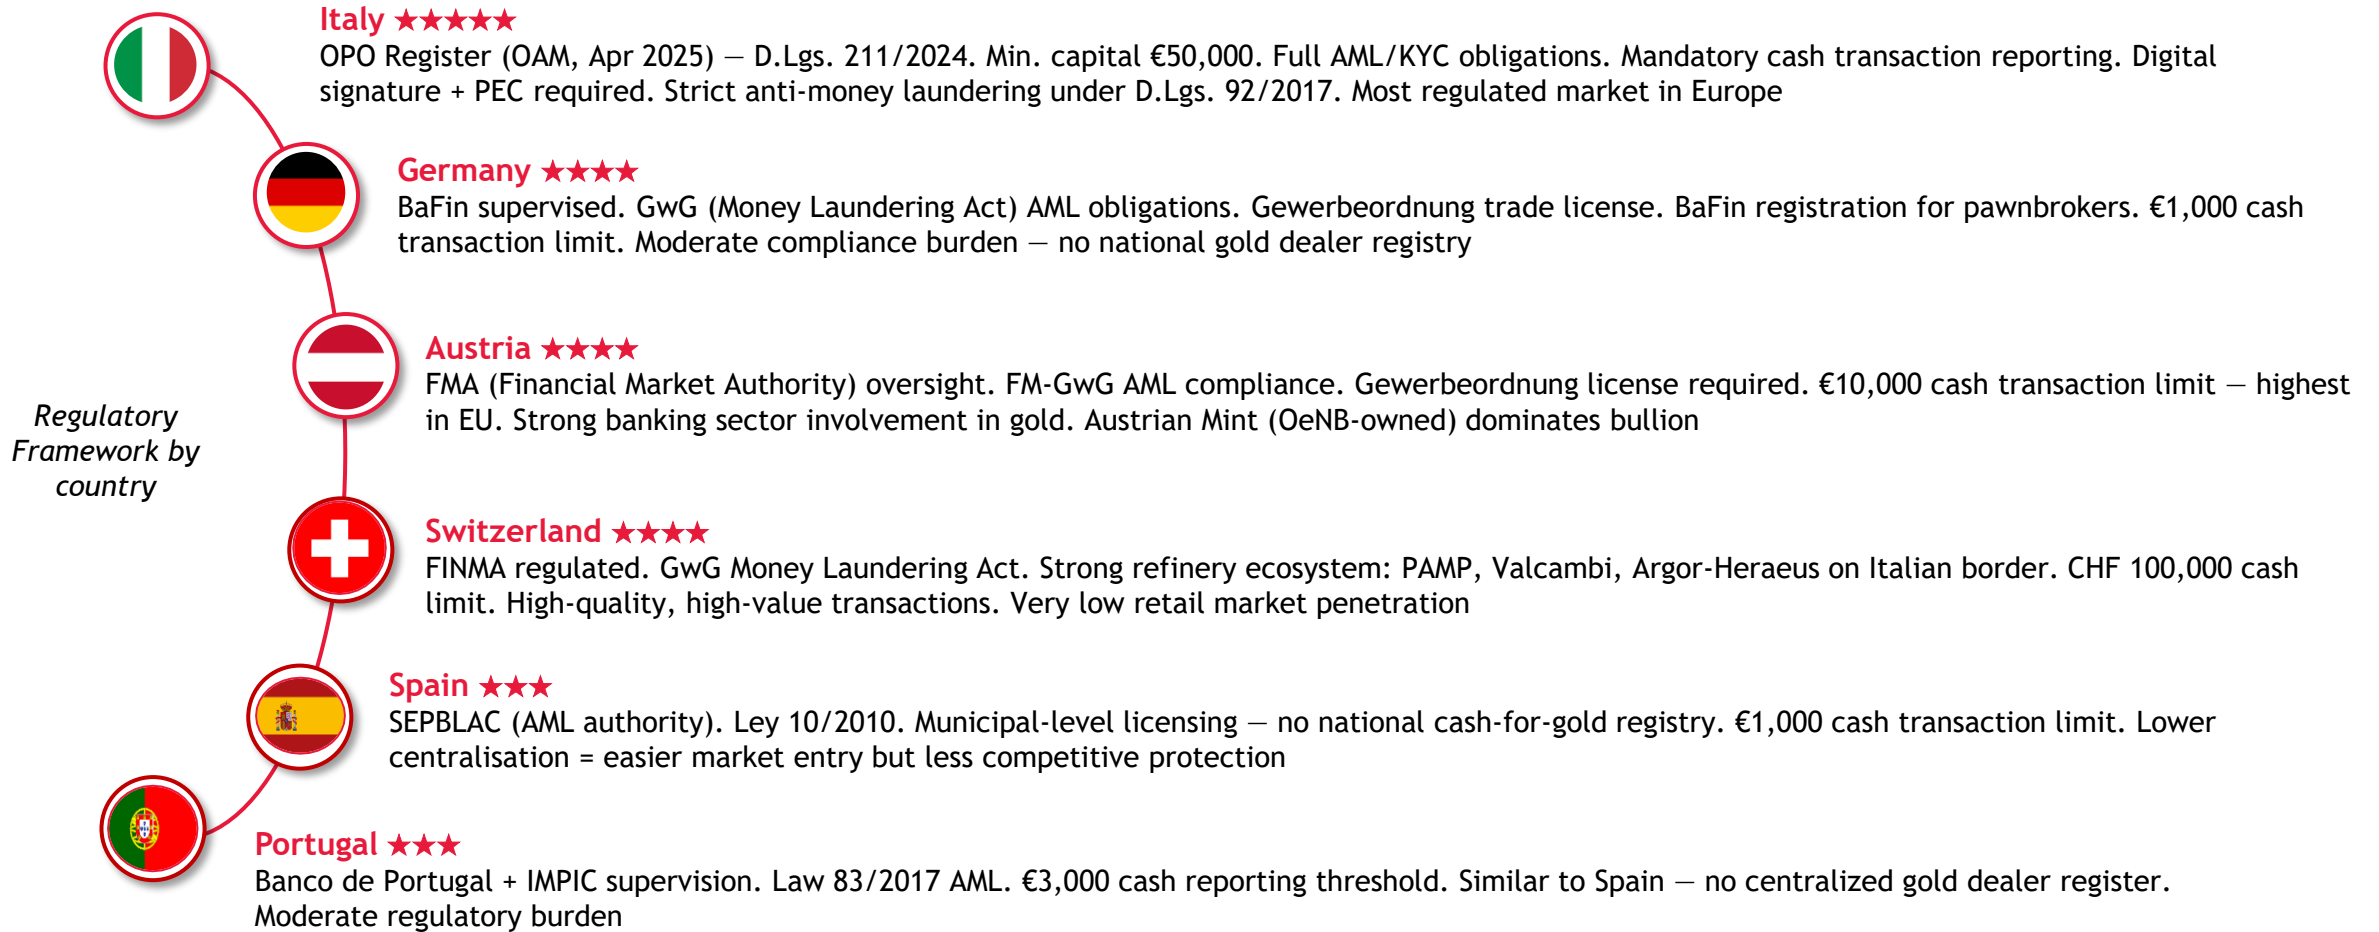 Italy ★★★★★
OPO Register (OAM, Apr 2025) — D.Lgs. 211/2024. Min. capital €50,000. Full AML/KYC obligations. Mandatory cash transaction reporting. Digital
signature + PEC required. Strict anti-money laundering under D.Lgs. 92/2017. Most regulated market in Europe
Germany ★★★★
BaFin supervised. GwG (Money Laundering Act) AML obligations. Gewerbeordnung trade license. BaFin registration for pawnbrokers. €1,000 cash
transaction limit. Moderate compliance burden — no national gold dealer registry
Austria ★★★★
FMA (Financial Market Authority) oversight. FM-GwG AML compliance. Gewerbeordnung license required. €10,000 cash transaction limit — highest
in EU. Strong banking sector involvement in gold. Austrian Mint (OeNB-owned) dominates bullion
Regulatory
Framework by
country
Switzerland ★★★★
FINMA regulated. GwG Money Laundering Act. Strong refinery ecosystem: PAMP, Valcambi, Argor-Heraeus on Italian border. CHF 100,000 cash
limit. High-quality, high-value transactions. Very low retail market penetration
Spain ★★★
SEPBLAC (AML authority). Ley 10/2010. Municipal-level licensing — no national cash-for-gold registry. €1,000 cash transaction limit. Lower
centralisation = easier market entry but less competitive protection
Portugal ★★★
Banco de Portugal + IMPIC supervision. Law 83/2017 AML. €3,000 cash reporting threshold. Similar to Spain — no centralized gold dealer register.
Moderate regulatory burden